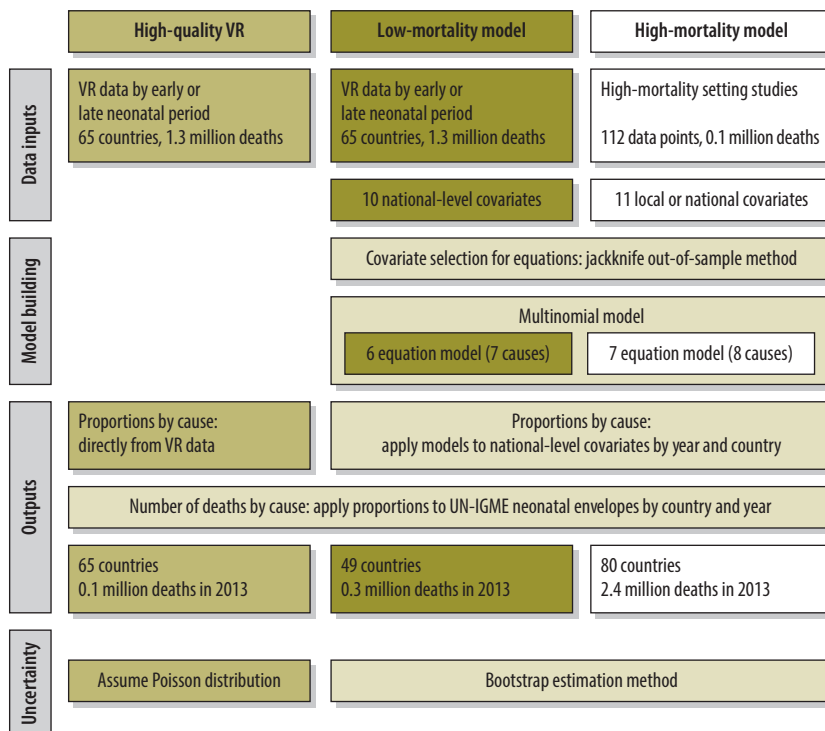 High-quality VR
Low-mortality model
High-mortality model
Data inputs
VR data by early or
late neonatal period
65 countries, 1.3 million deaths
VR data by early or
late neonatal period
65 countries, 1.3 million deaths
High-mortality setting studies
112 data points, 0.1 million deaths
10 national-level covariates
11 local or national covariates
Model building
Covariate selection for equations: jackknife out-of-sample method
Multinomial model
6 equation model (7 causes)
7 equation model (8 causes)
Outputs
Proportions by cause:
directly from VR data
Proportions by cause:
apply models to national-level covariates by year and country
Number of deaths by cause: apply proportions to UN-IGME neonatal envelopes by country and year
65 countries
0.1 million deaths in 2013
49 countries
0.3 million deaths in 2013
80 countries
2.4 million deaths in 2013
Uncertainty
Assume Poisson distribution
Bootstrap estimation method